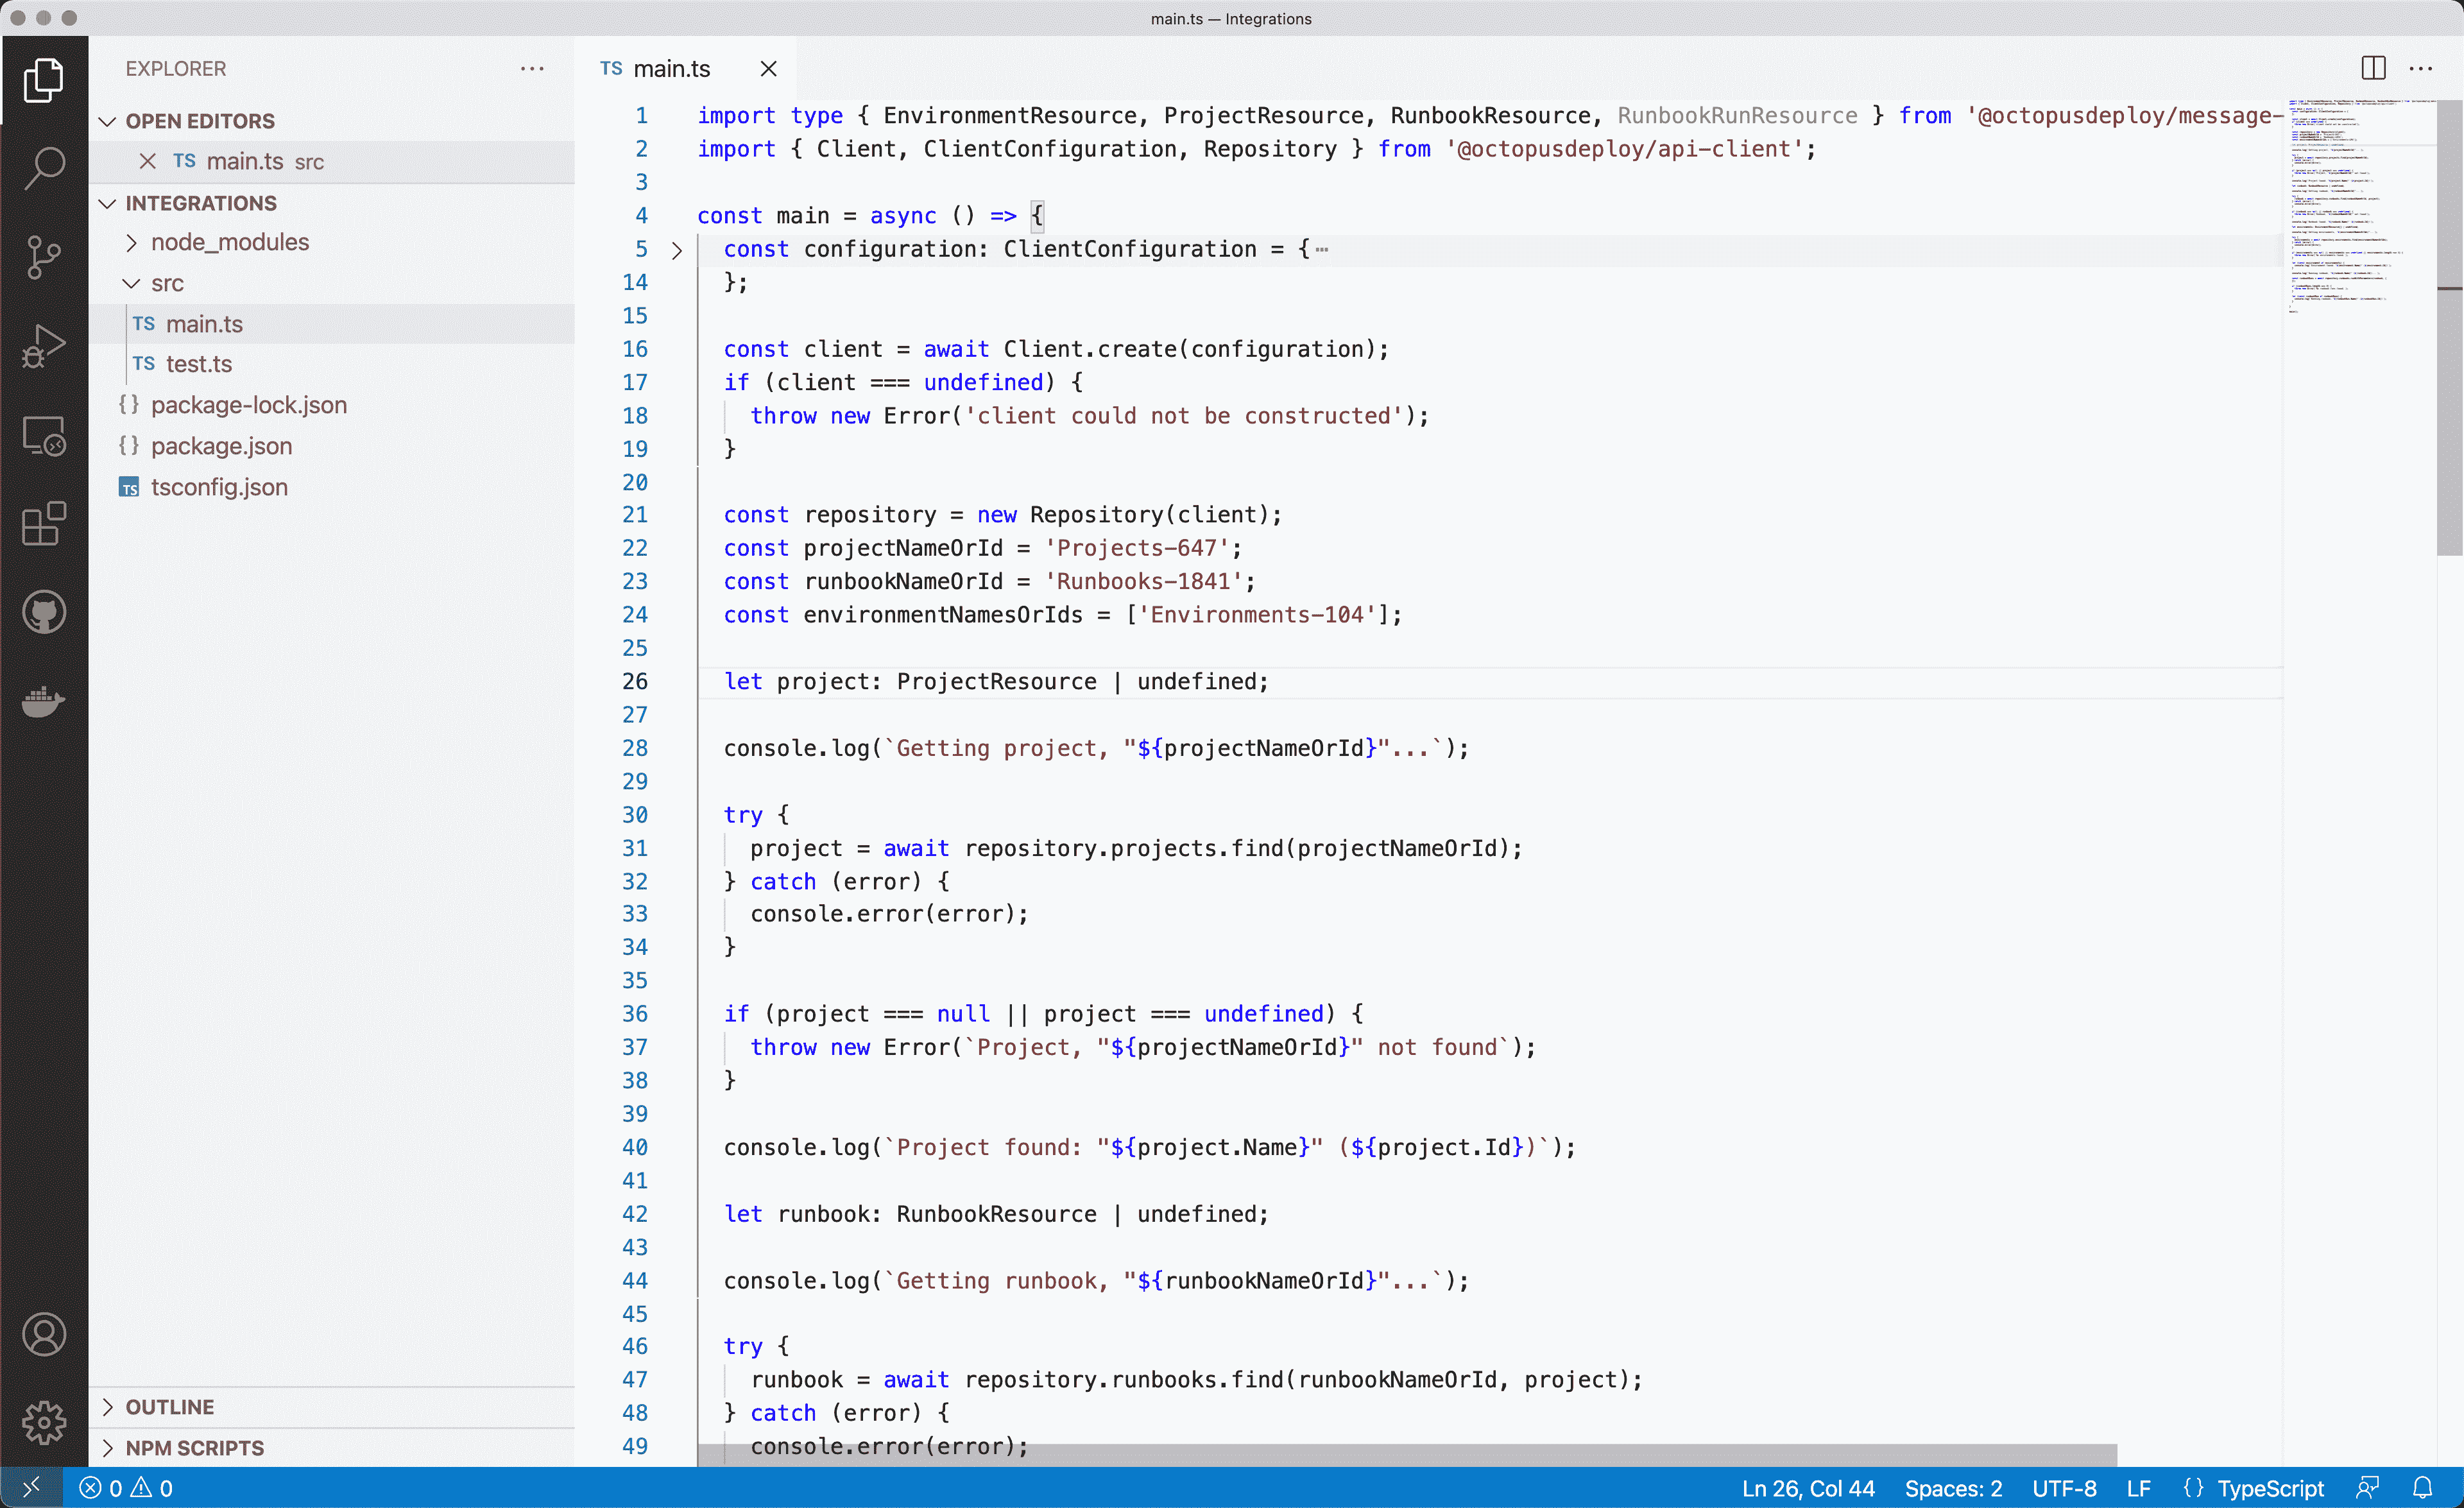 main.ts — Integrations
EXPLORER
OPEN EDITORS
TS main.ts src
INTEGRATIONS
node_modules
src
TS main.ts
TS test.ts
{} package-lock.json
{} package.json
TS tsconfig.json
OUTLINE
NPM SCRIPTS
TS main.ts
1 import type { EnvironmentResource, ProjectResource, RunbookResource, RunbookRunResource } from '@octopusdeploy/message-
2 import { Client, ClientConfiguration, Repository } from '@octopusdeploy/api-client';
3
4 const main = async () => {
5 const configuration: ClientConfiguration = {⋯
14 };
15
16 const client = await Client.create(configuration);
17 if (client === undefined) {
18 throw new Error('client could not be constructed');
19 }
20
21 const repository = new Repository(client);
22 const projectNameOrId = 'Projects-647';
23 const runbookNameOrId = 'Runbooks-1841';
24 const environmentNamesOrIds = ['Environments-104'];
25
26 let project: ProjectResource | undefined;
27
28 console.log(`Getting project, "${projectNameOrId}"...`);
29
30 try {
31 project = await repository.projects.find(projectNameOrId);
32 } catch (error) {
33 console.error(error);
34 }
35
36 if (project === null || project === undefined) {
37 throw new Error(`Project, "${projectNameOrId}" not found`);
38 }
39
40 console.log(`Project found: "${project.Name}" (${project.Id})`);
41
42 let runbook: RunbookResource | undefined;
43
44 console.log(`Getting runbook, "${runbookNameOrId}"...`);
45
46 try {
47 runbook = await repository.runbooks.find(runbookNameOrId, project);
48 } catch (error) {
49 console.error(error);
0 0 Ln 26, Col 44 Spaces: 2 UTF-8 LF {} TypeScript